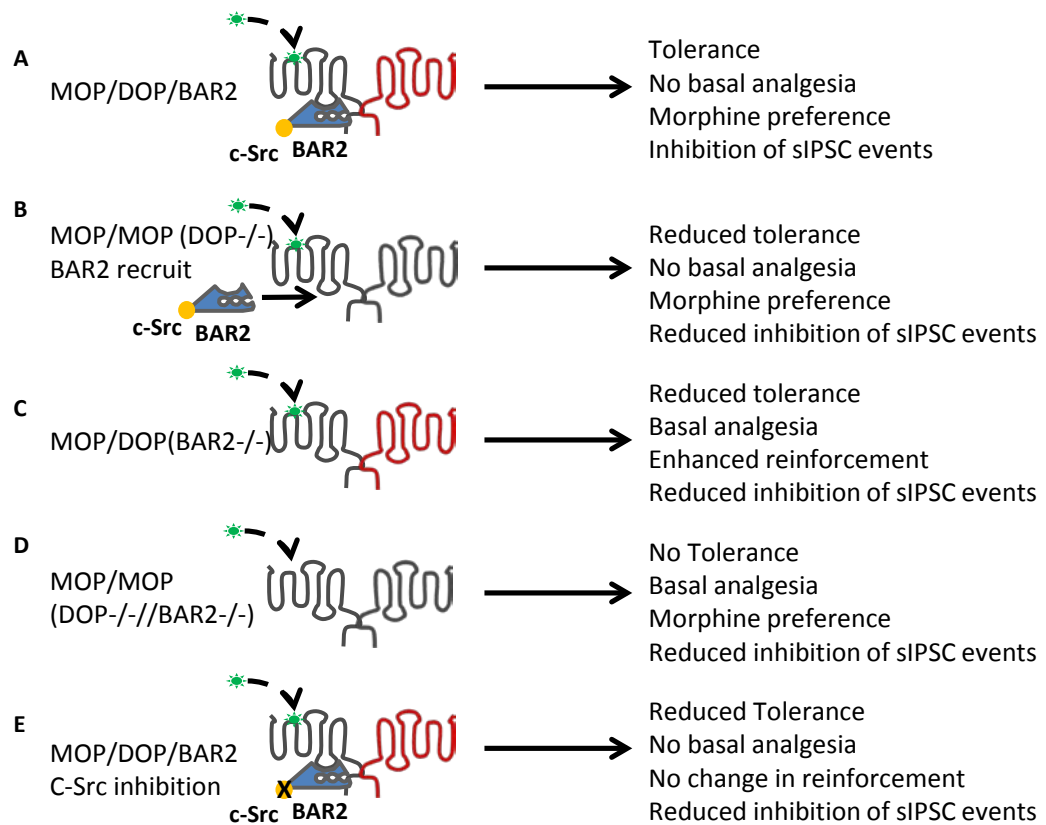 A
MOP/DOP/BAR2
c-Src BAR2
Tolerance
No basal analgesia
Morphine preference
Inhibition of sIPSC events
B
MOP/MOP (DOP-/-)
BAR2 recruit
c-Src BAR2
Reduced tolerance
No basal analgesia
Morphine preference
Reduced inhibition of sIPSC events
C
MOP/DOP(BAR2-/-)
Reduced tolerance
Basal analgesia
Enhanced reinforcement
Reduced inhibition of sIPSC events
D
MOP/MOP
(DOP-/-//BAR2-/-)
No Tolerance
Basal analgesia
Morphine preference
Reduced inhibition of sIPSC events
E
MOP/DOP/BAR2
C-Src inhibition
X
c-Src BAR2
Reduced Tolerance
No basal analgesia
No change in reinforcement
Reduced inhibition of sIPSC events